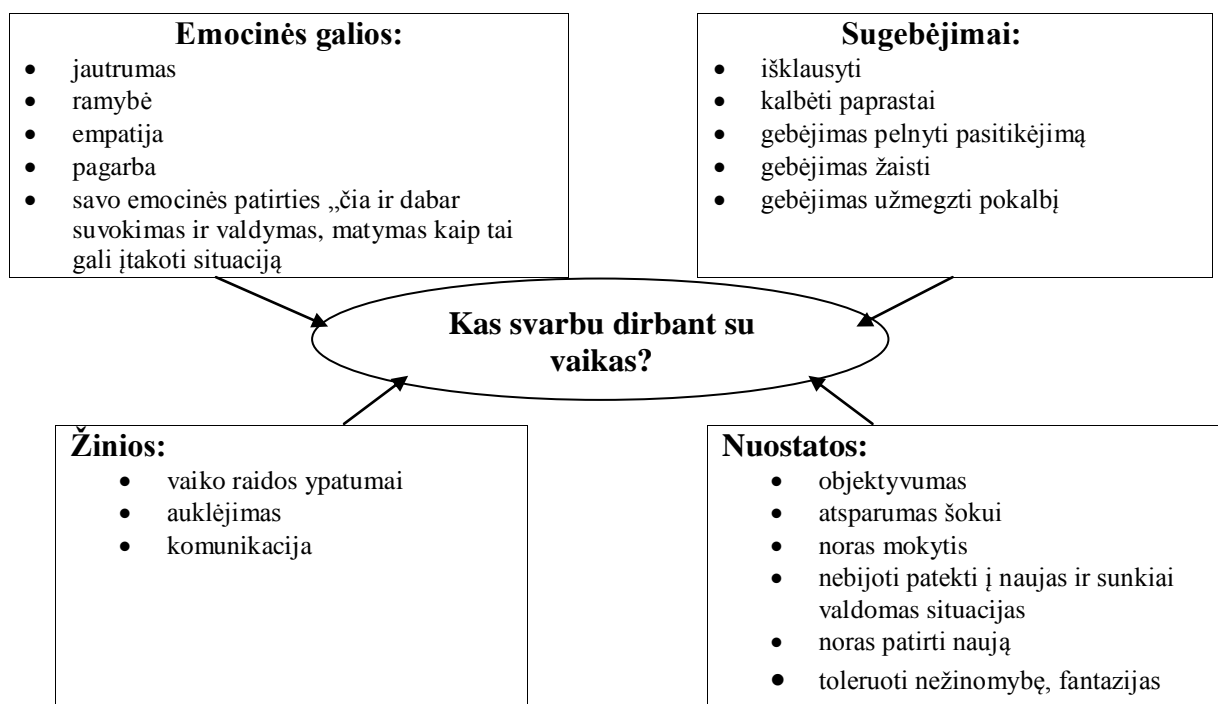 Emocinės galios:
• jautrumas
• ramybė
• empatija
• pagarba
• savo emocinės patirties „čia ir dabar
suvokimas ir valdymas, matymas kaip tai
gali įtakoti situaciją
Sugebėjimai:
• išklausyti
• kalbėti paprastai
• gebėjimas pelnyti pasitikėjimą
• gebėjimas žaisti
• gebėjimas užmegzti pokalbį
Kas svarbu dirbant su
vaikas?
Žinios:
• vaiko raidos ypatumai
• auklėjimas
• komunikacija
Nuostatos:
• objektyvumas
• atsparumas šokui
• noras mokytis
• nebijoti patekti į naujas ir sunkiai
valdomas situacijas
• noras patirti naują
• toleruoti nežinomybę, fantazijas